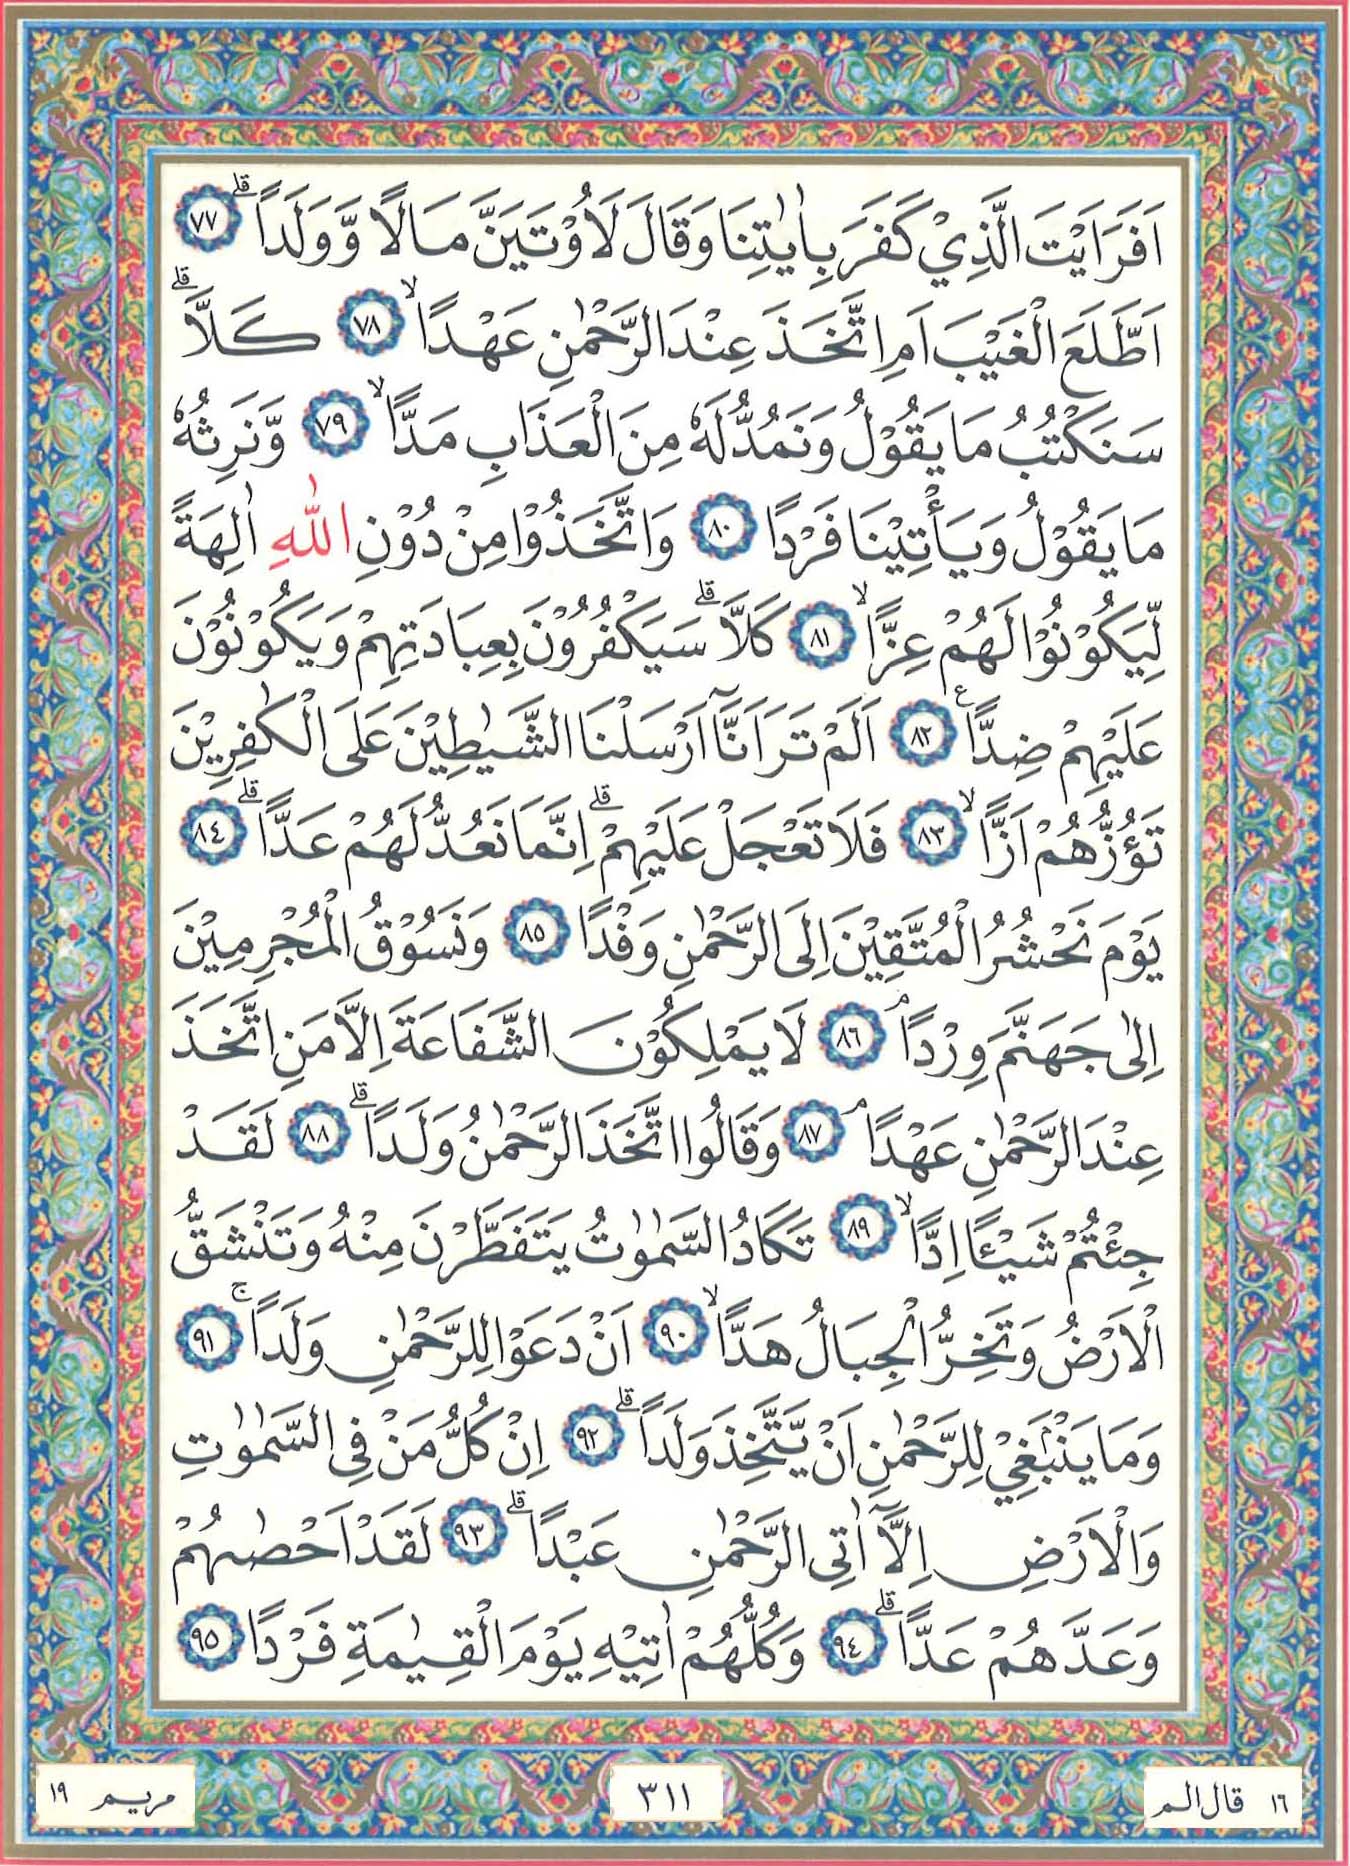 اَفَرَاَيْتَ الَّذِيْ كَفَرَ بِاٰيٰتِنَا وَقَالَ لَاُوْتَيَنَّ مَالًا وَّوَلَدًاۗ ٧٧
اَطَّلَعَ الْغَيْبَ اَمِ اتَّخَذَ عِنْدَ الرَّحْمٰنِ عَهْدًاۙ ٧٨ كَلَّاۗ
سَنَكْتُبُ مَا يَقُوْلُ وَنَمُدُّ لَهٗ مِنَ الْعَذَابِ مَدًّاۙ ٧٩ وَّنَرِثُهٗ
مَا يَقُوْلُ وَيَأْتِيْنَا فَرْدًا ٨٠ وَاتَّخَذُوْا مِنْ دُوْنِ اللّٰهِ اٰلِهَةً
لِّيَكُوْنُوْا لَهُمْ عِزًّاۙ ٨١ كَلَّاۗ سَيَكْفُرُوْنَ بِعِبَادَتِهِمْ وَيَكُوْنُوْنَ
عَلَيْهِمْ ضِدًّا ࣖ ٨٢ اَلَمْ تَرَ اَنَّآ اَرْسَلْنَا الشَّيٰطِيْنَ عَلَى الْكٰفِرِيْنَ
تَؤُزُّهُمْ اَزًّاۙ ٨٣ فَلَا تَعْجَلْ عَلَيْهِمْۗ اِنَّمَا نَعُدُّ لَهُمْ عَدًّاۗ ٨٤
يَوْمَ نَحْشُرُ الْمُتَّقِيْنَ اِلَى الرَّحْمٰنِ وَفْدًا ٨٥ وَنَسُوْقُ الْمُجْرِمِيْنَ
اِلٰى جَهَنَّمَ وِرْدًاۘ ٨٦ لَا يَمْلِكُوْنَ الشَّفَاعَةَ اِلَّا مَنِ اتَّخَذَ
عِنْدَ الرَّحْمٰنِ عَهْدًاۘ ٨٧ وَقَالُوا اتَّخَذَ الرَّحْمٰنُ وَلَدًاۗ ٨٨ لَقَدْ
جِئْتُمْ شَيْـًٔا اِدًّاۙ ٨٩ تَكَادُ السَّمٰوٰتُ يَتَفَطَّرْنَ مِنْهُ وَتَنْشَقُّ
الْاَرْضُ وَتَخِرُّ الْجِبَالُ هَدًّاۙ ٩٠ اَنْ دَعَوْا لِلرَّحْمٰنِ وَلَدًاۚ ٩١
وَمَا يَنْۢبَغِيْ لِلرَّحْمٰنِ اَنْ يَّتَّخِذَ وَلَدًاۗ ٩٢ اِنْ كُلُّ مَنْ فِى السَّمٰوٰتِ
وَالْاَرْضِ اِلَّآ اٰتِى الرَّحْمٰنِ عَبْدًاۗ ٩٣ لَقَدْ اَحْصٰىهُمْ
وَعَدَّهُمْ عَدًّاۗ ٩٤ وَكُلُّهُمْ اٰتِيْهِ يَوْمَ الْقِيٰمَةِ فَرْدًا ٩٥
١٦ قال الم
٣١١
مريم ١٩